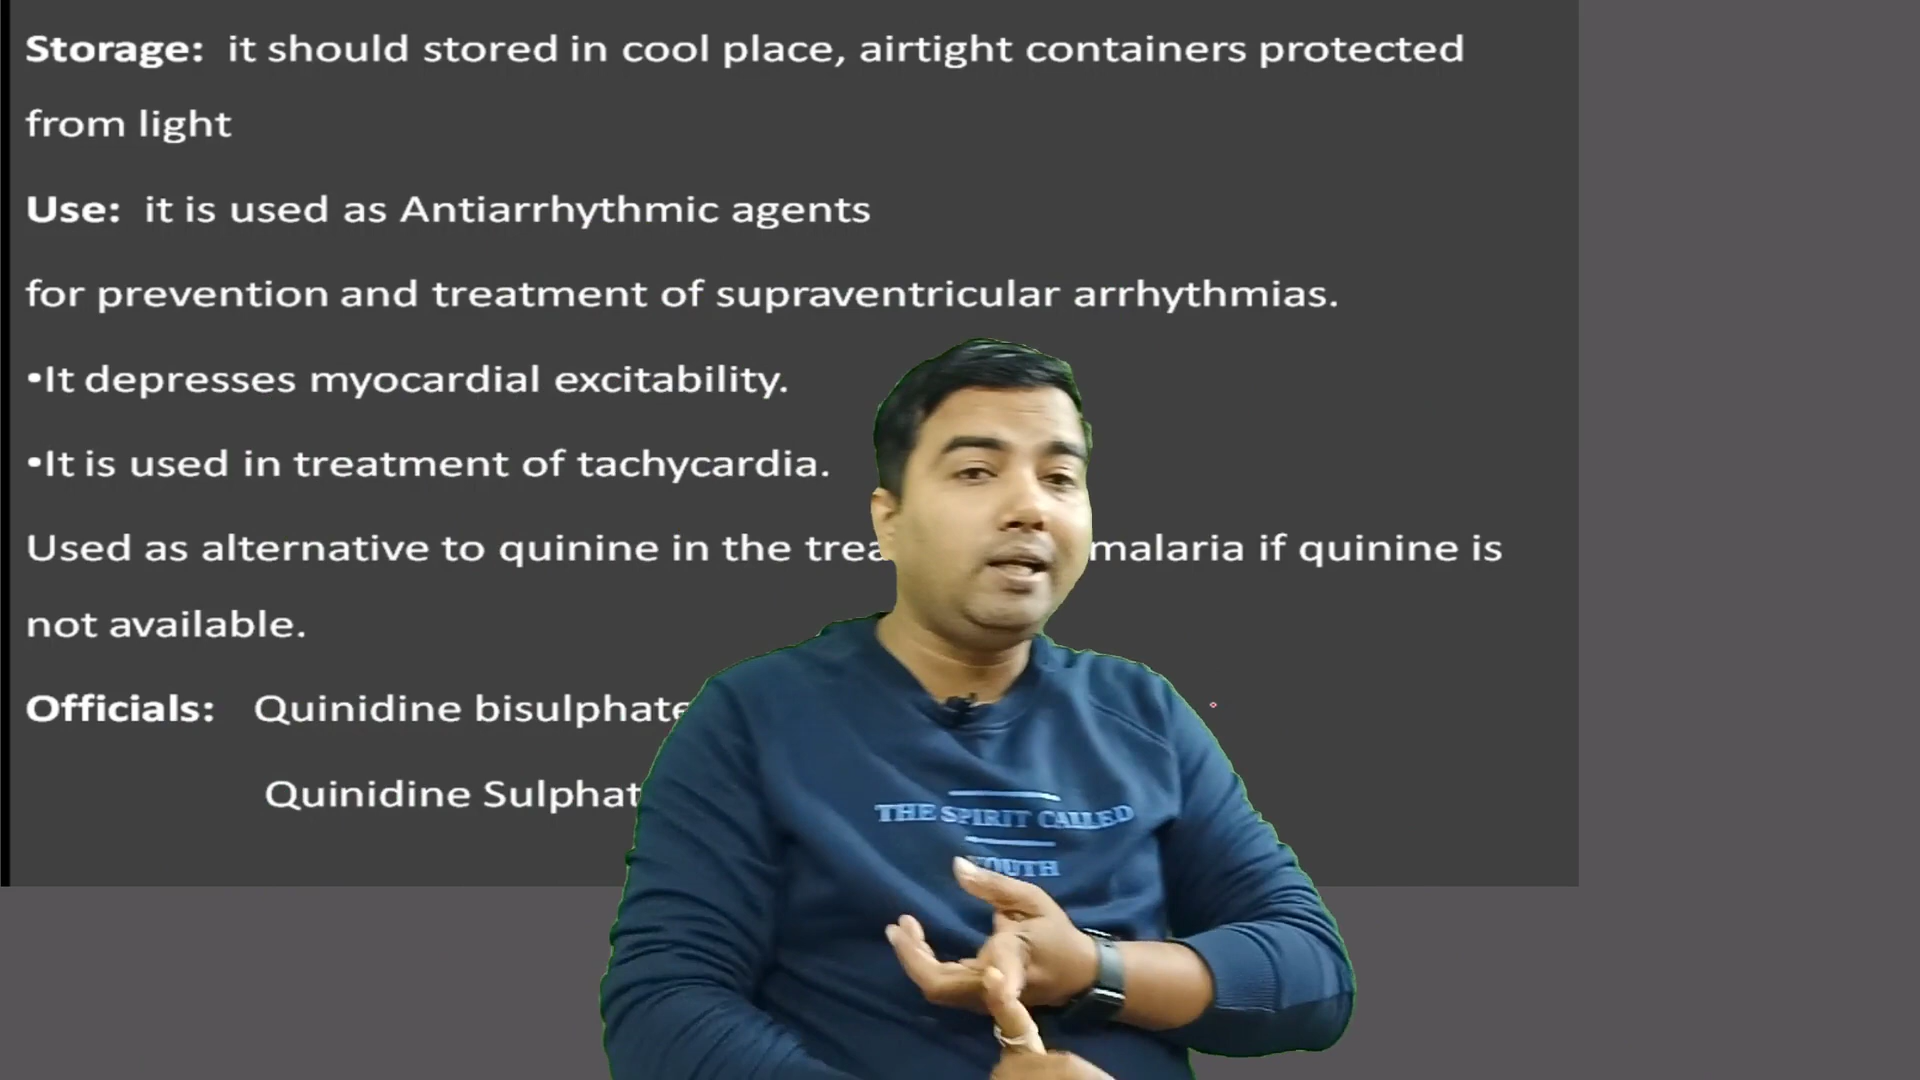 Storage: it should stored in cool place, airtight containers protected
from light
Use: it is used as Antiarrhythmic agents
for prevention and treatment of supraventricular arrhythmias.
•It depresses myocardial excitability.
•It is used in treatment of tachycardia.
Used as alternative to quinine in the malaria if quinine is
not available.
Officials: Quinidine bisulphate
Quinidine
THE SPIRIT CALLED
YOUTH